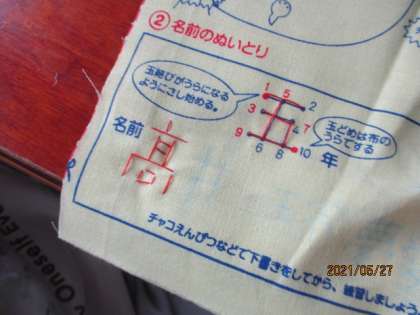 ② 名前のぬいとり
玉結びがうらになる
ようにさし始める。
1 5
2
3
4 7
9
6 8 10
五
年
玉どめは布の
うらでする
名前
高
チャコえんぴつなどで下書きをしてから、練習しましょう
Oneself Eve
2021/05/27